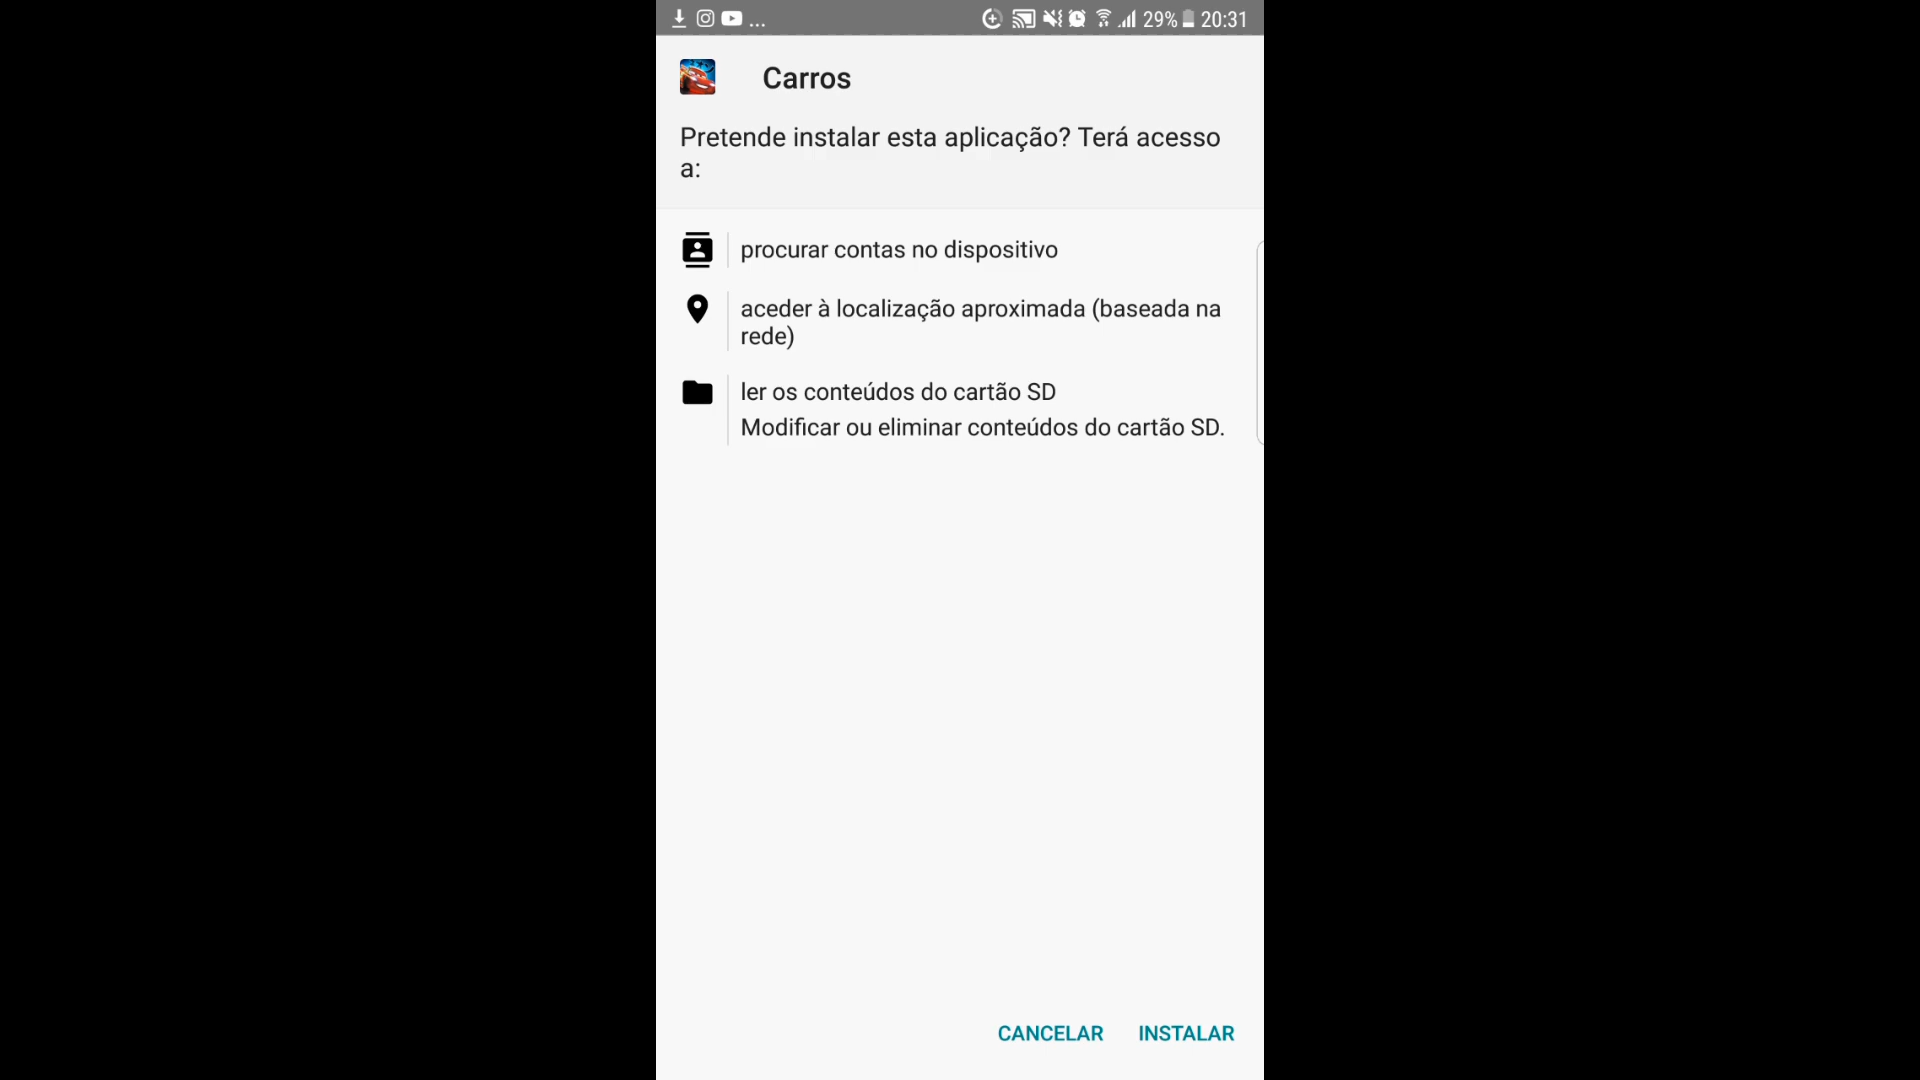 ... 29% 20:31
Carros
Pretende instalar esta aplicação? Terá acesso
a:
procurar contas no dispositivo
aceder à localização aproximada (baseada na
rede)
ler os conteúdos do cartão SD
Modificar ou eliminar conteúdos do cartão SD.
CANCELAR INSTALAR